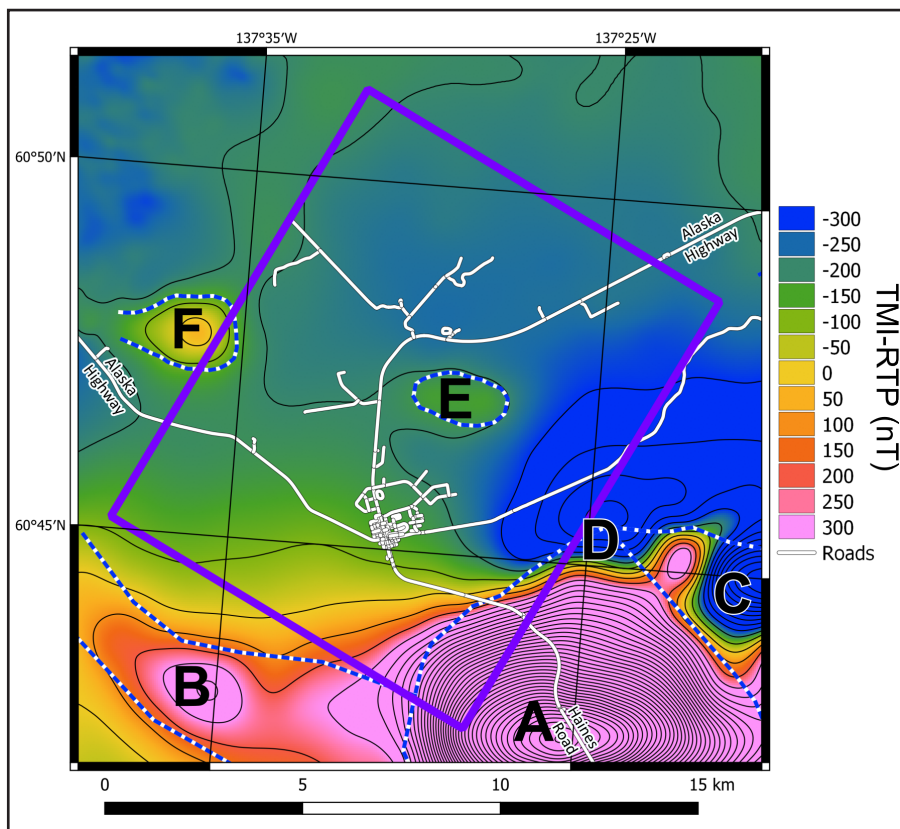 137°35'W
137°25'W
60°50'N
Alaska
Highway
-300
-250
-200
-150
-100
-50
0
50
100
150
200
250
300
TMI-RTP (nT)
Roads
F
Alaska
Highway
E
60°45'N
D
C
B
A
Haines
Road
0
5
10
15 km